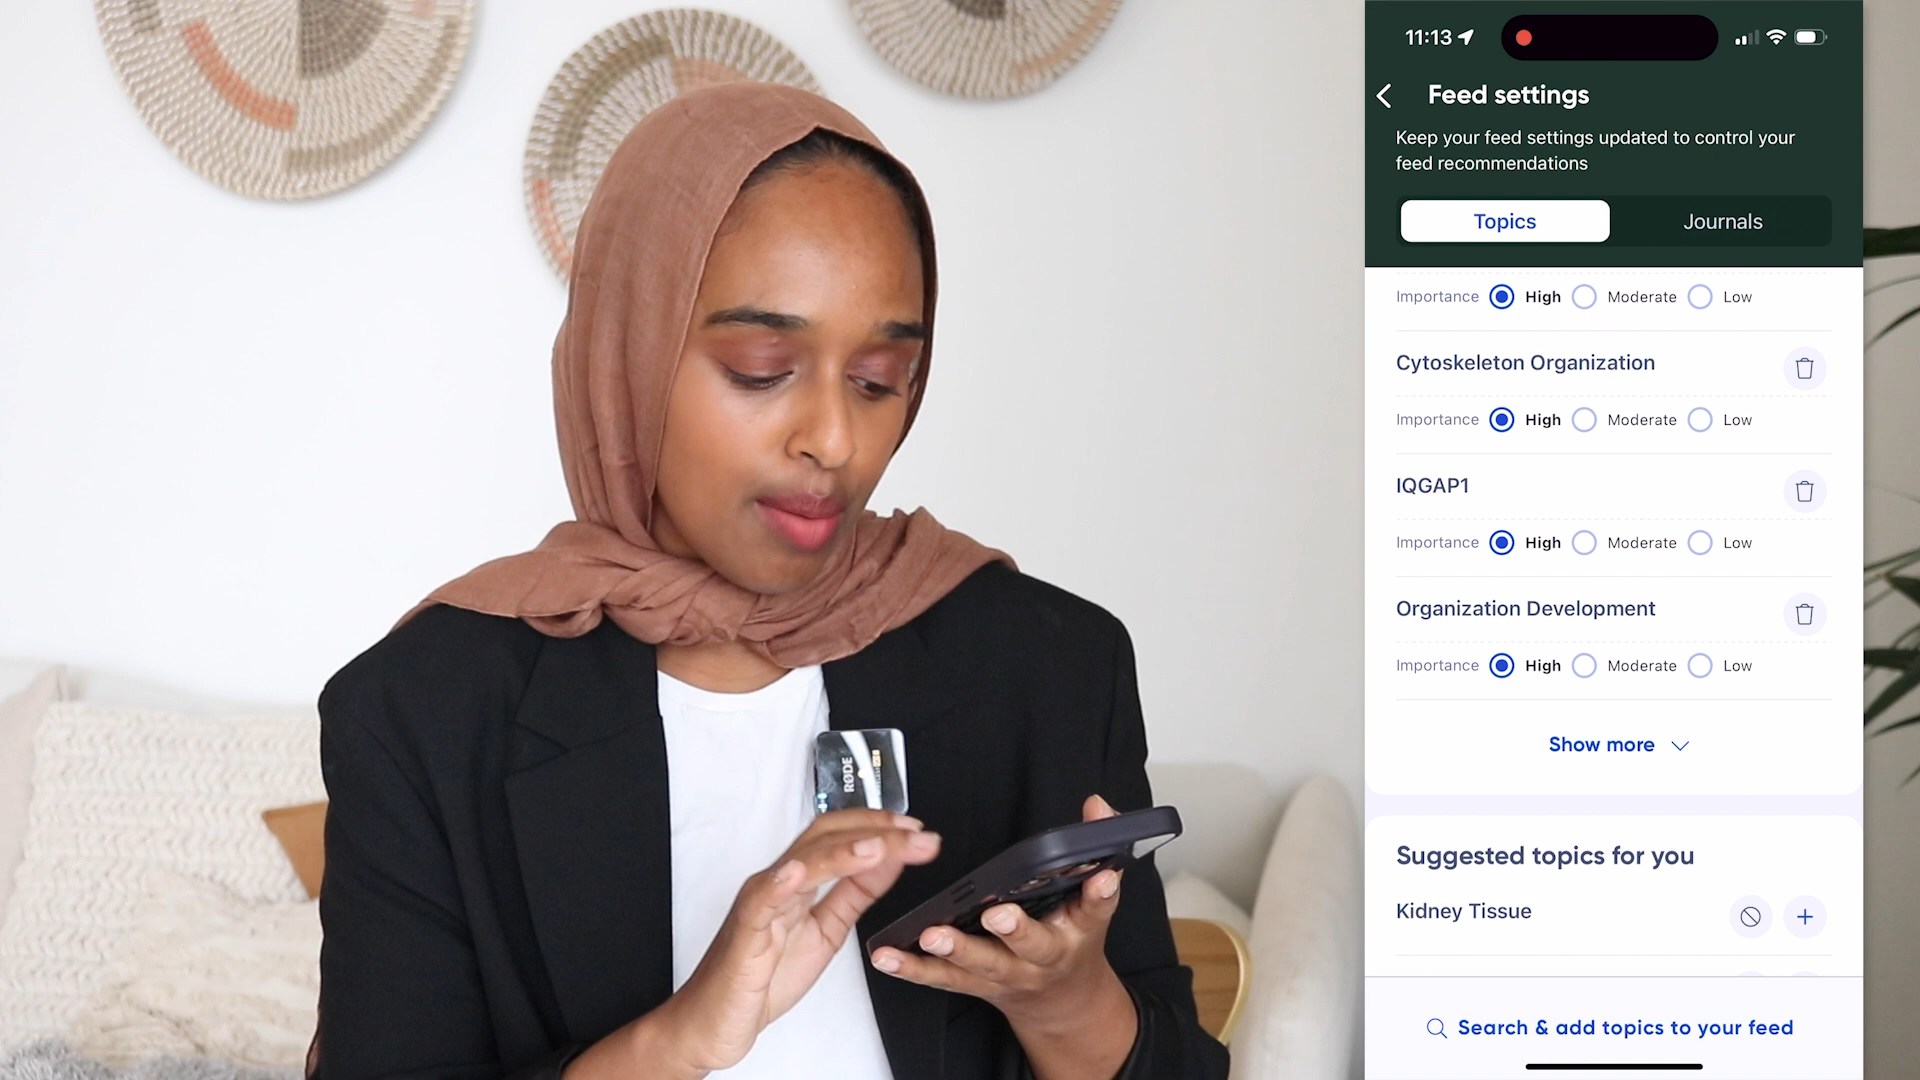 11:13
Feed settings
Keep your feed settings updated to control your
feed recommendations
Topics Journals
Importance High Moderate Low
Cytoskeleton Organization
Importance High Moderate Low
IQGAP1
Importance High Moderate Low
Organization Development
Importance High Moderate Low
Show more
Suggested topics for you
Kidney Tissue
Search & add topics to your feed
RØDE